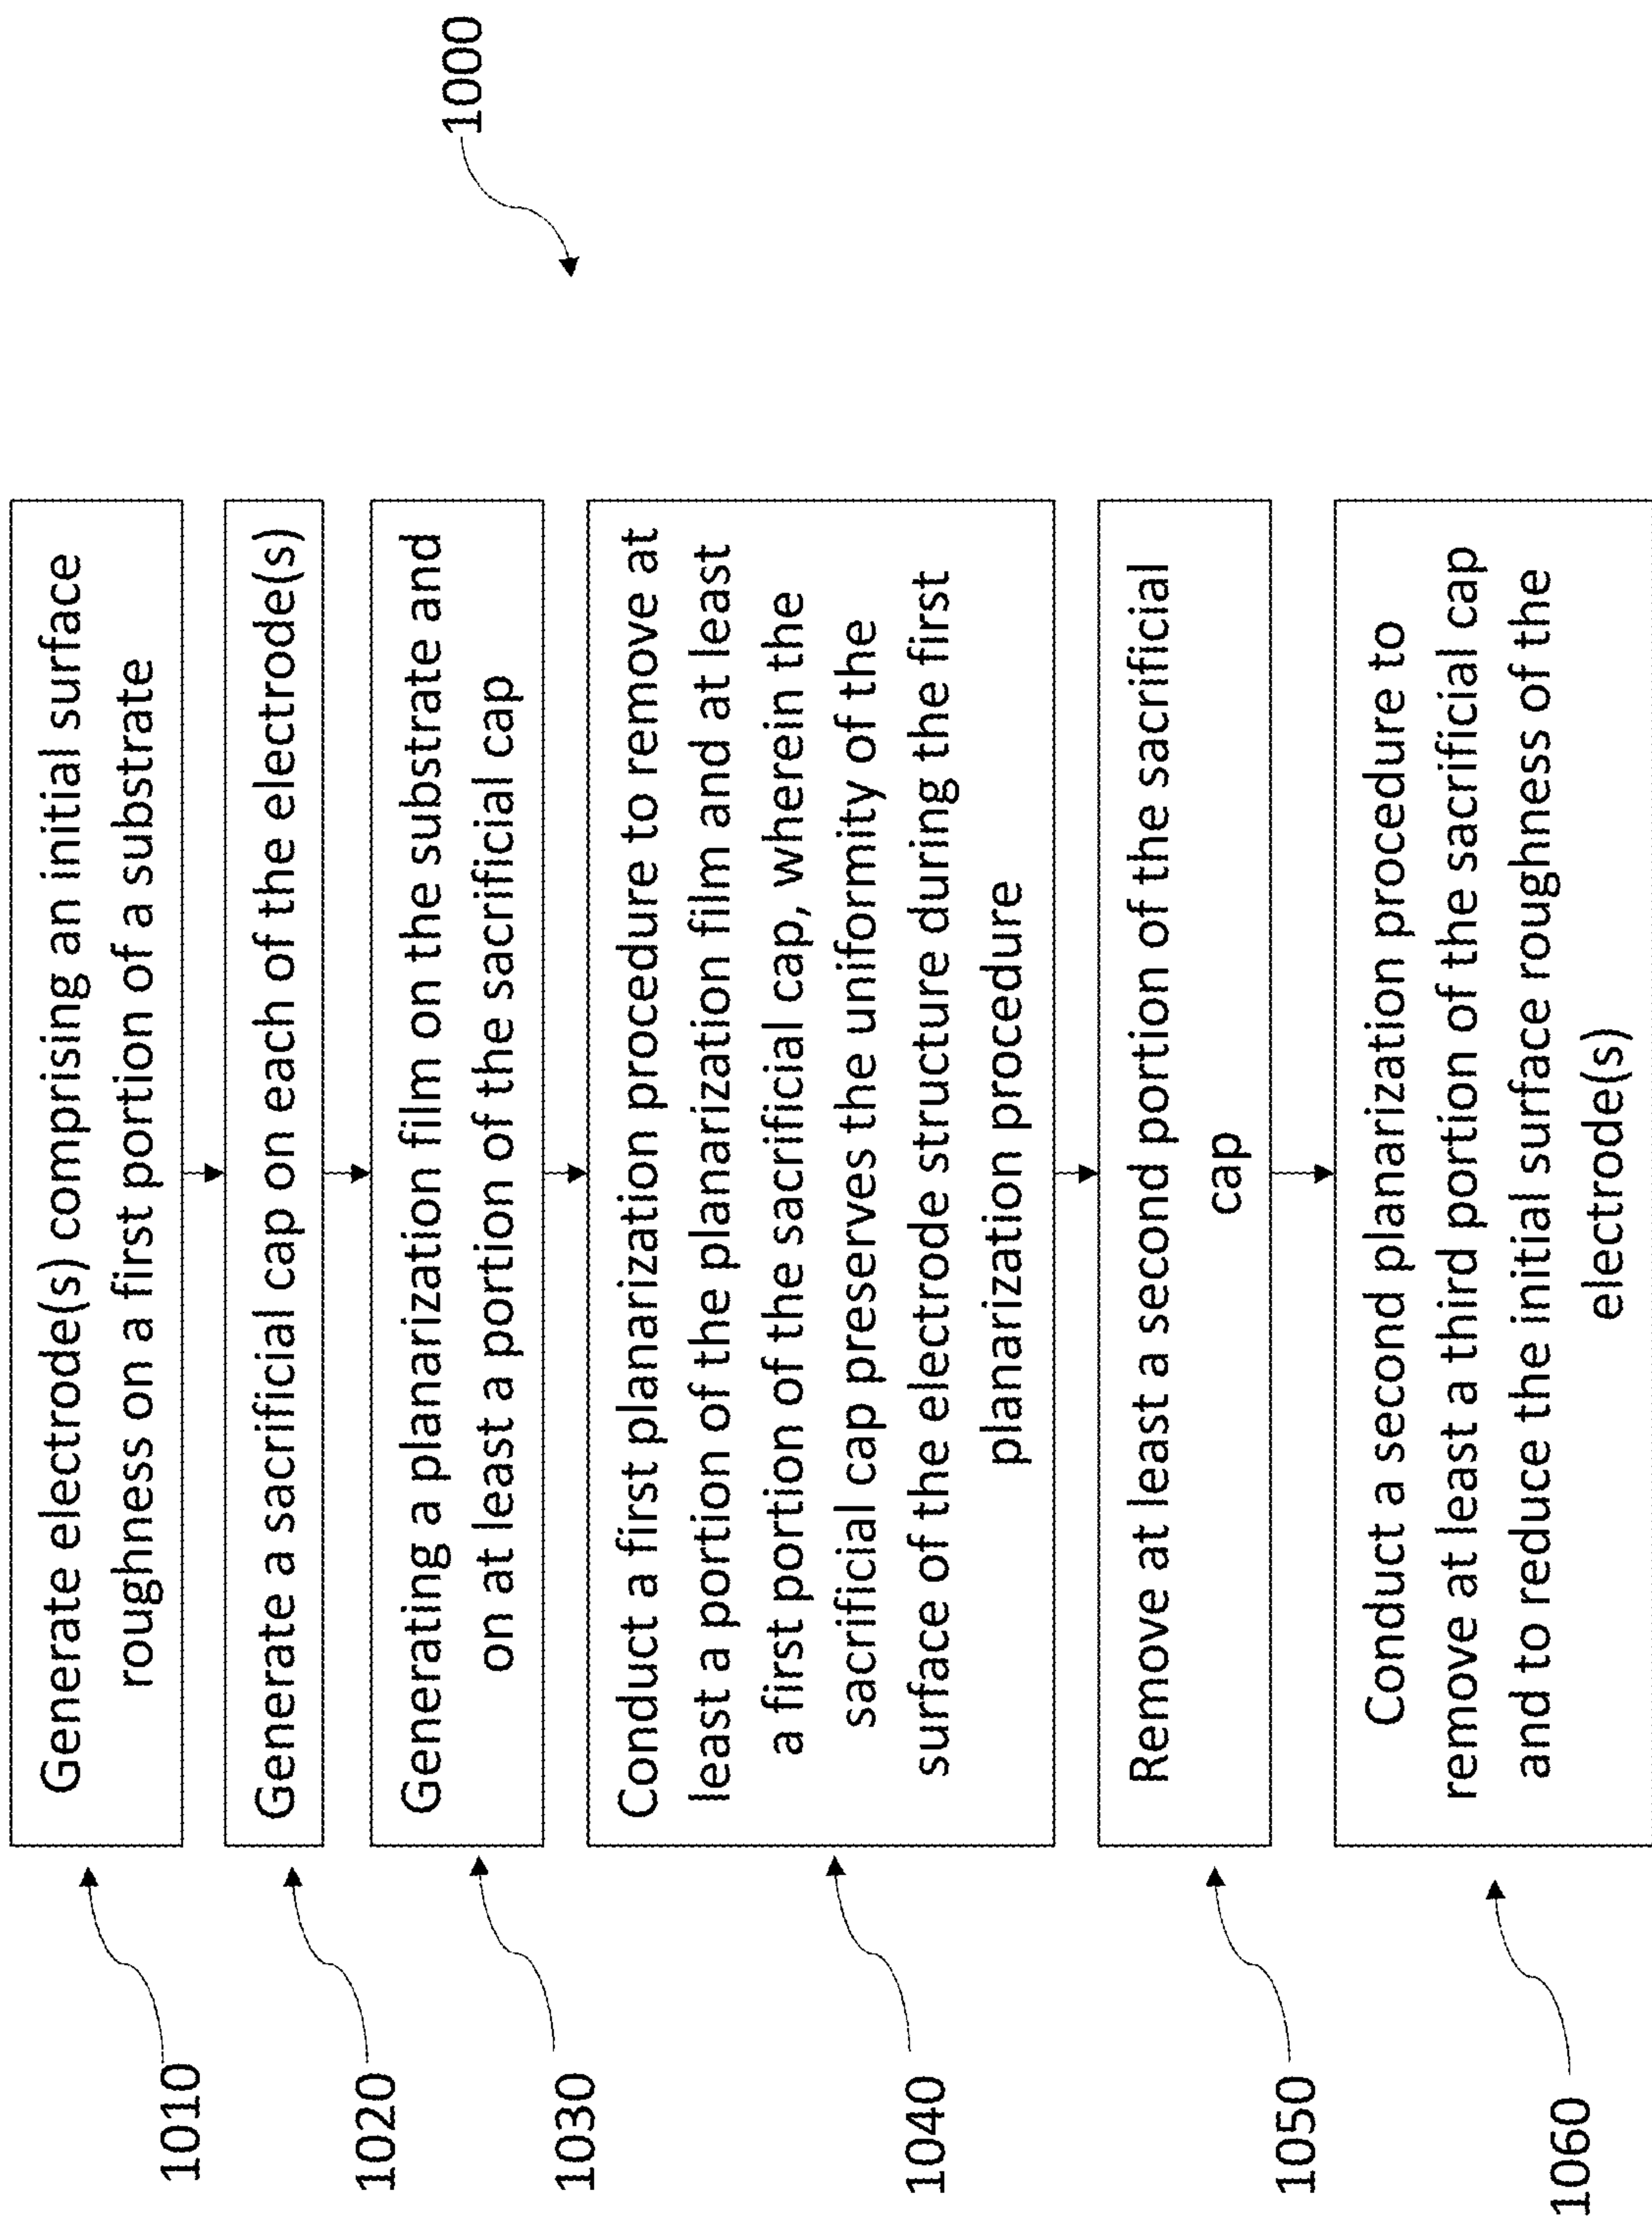 1000
1010
Generate electrode(s) comprising an initial surface
roughness on a first portion of a substrate
1020
Generate a sacrificial cap on each of the electrode(s)
1030
Generating a planarization film on the substrate and
on at least a portion of the sacrificial cap
1040
Conduct a first planarization procedure to remove at
least a portion of the planarization film and at least
a first portion of the sacrificial cap, wherein the
sacrificial cap preserves the uniformity of the
surface of the electrode structure during the first
planarization procedure
1050
Remove at least a second portion of the sacrificial
cap
1060
Conduct a second planarization procedure to
remove at least a third portion of the sacrificial cap
and to reduce the initial surface roughness of the
electrode(s)